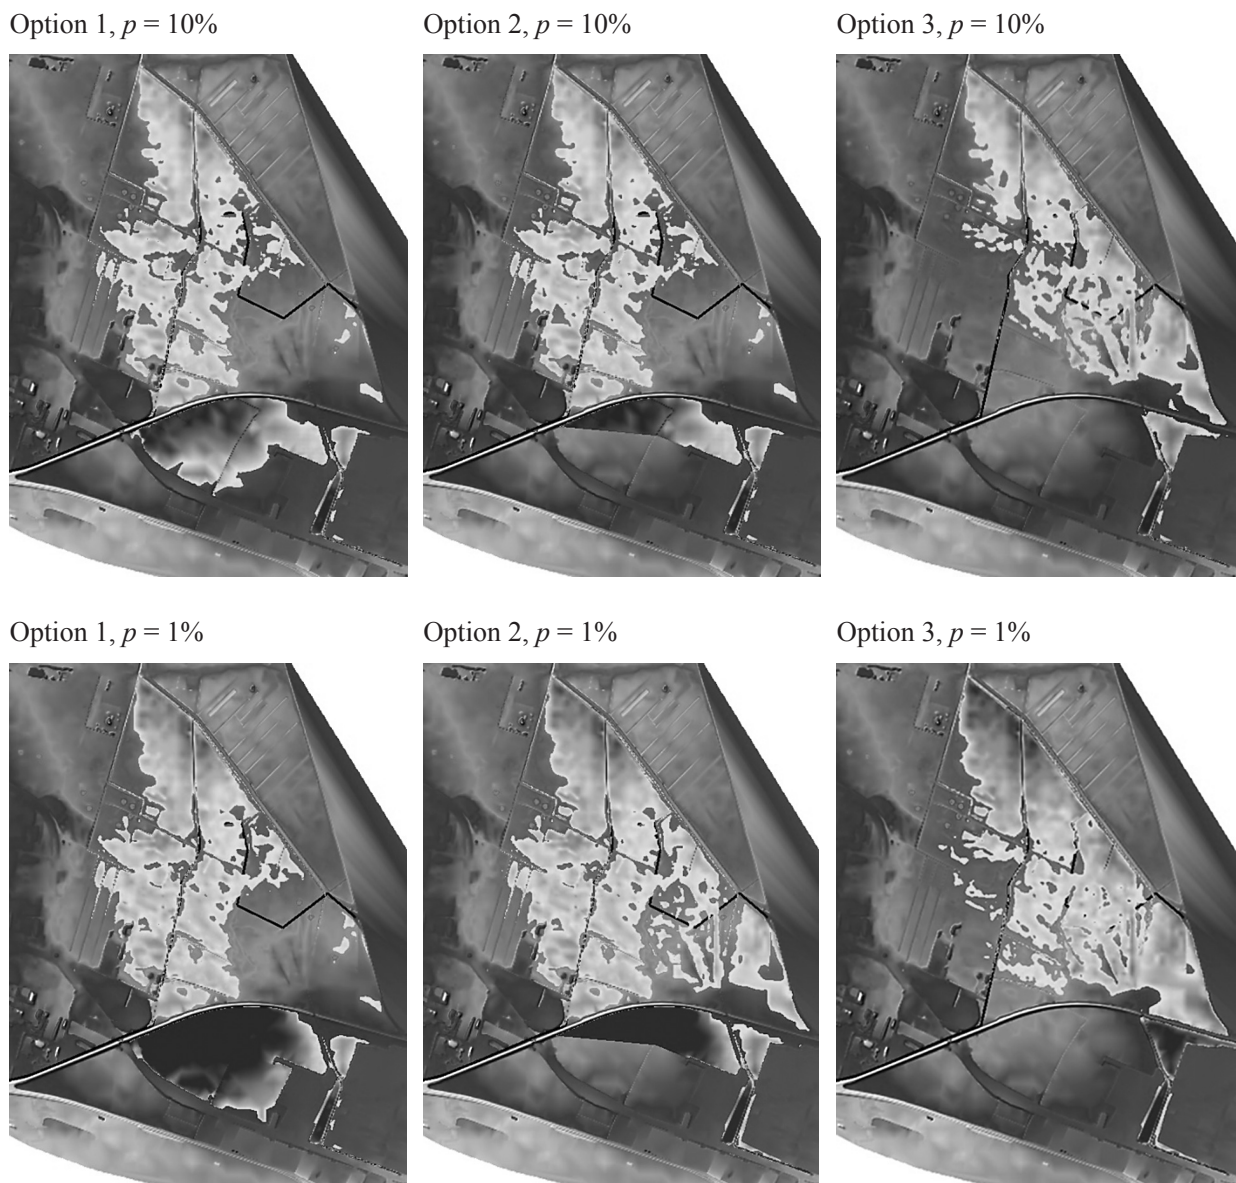 Option 1, p = 10%
Option 2, p = 10%
Option 3, p = 10%
Option 1, p = 1%
Option 2, p = 1%
Option 3, p = 1%